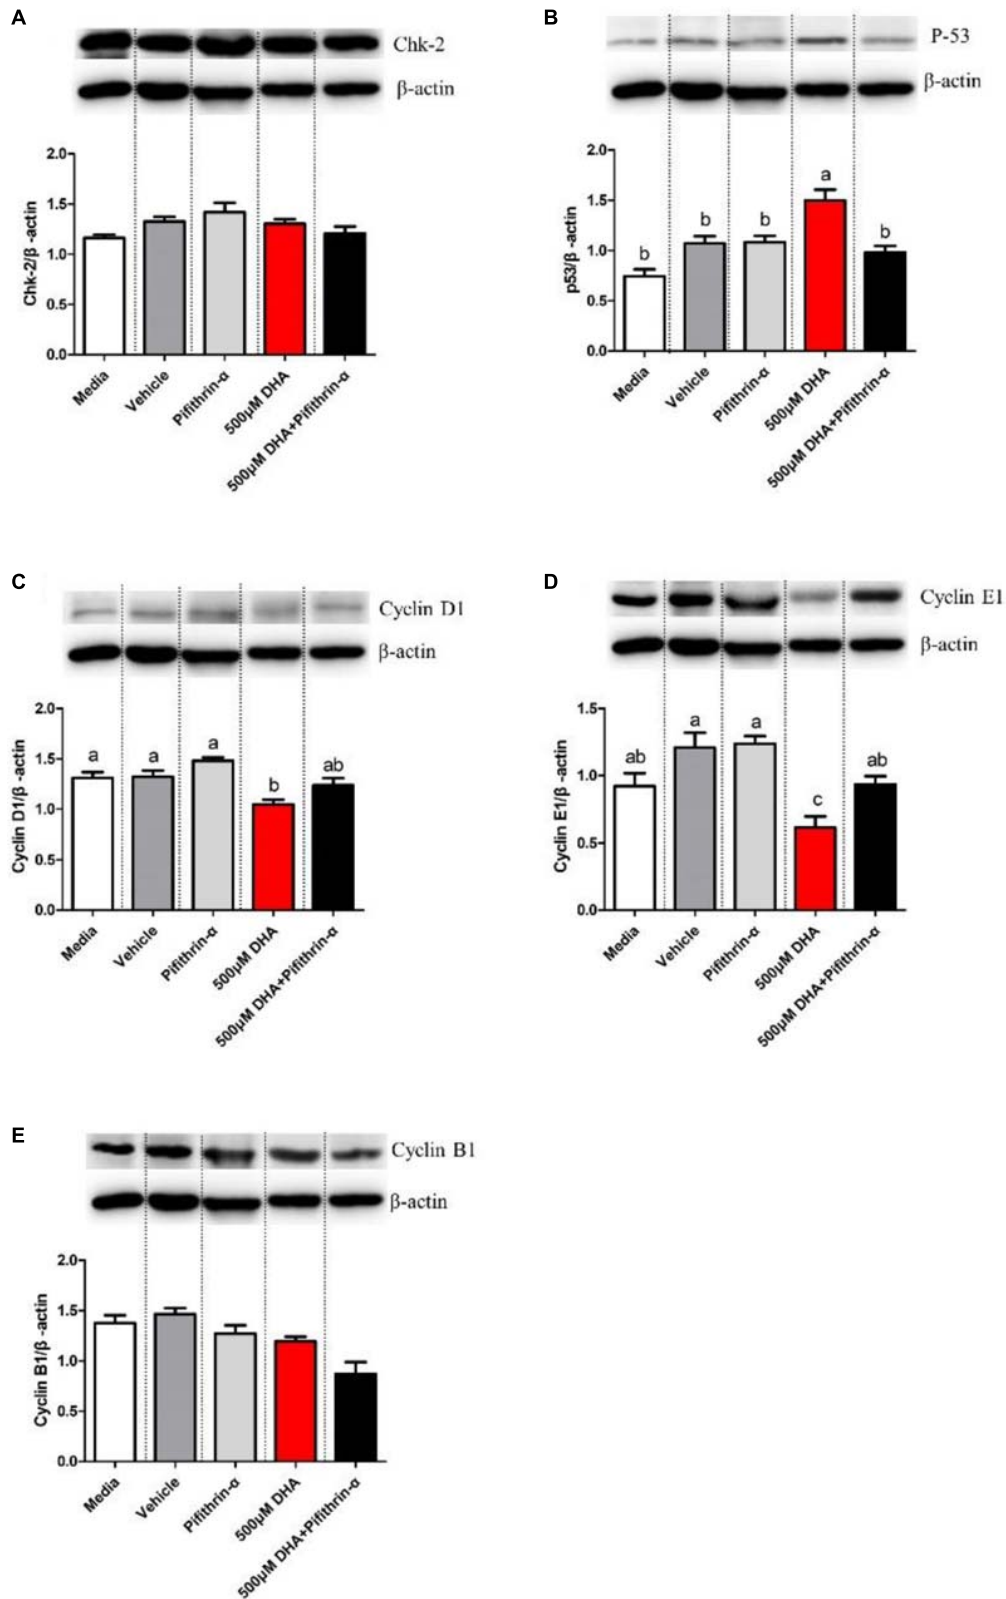 A
Chk-2
β-actin
2.0
1.5
1.0
0.5
0.0
Chk-2/β -actin
Media
Vehicle
Pifithrin-α
500μM DHA
500μM DHA+Pifithrin-α
B
P-53
β-actin
2.0
1.5
1.0
0.5
0.0
p53/β -actin
b
b
b
a
b
Media
Vehicle
Pifithrin-α
500μM DHA
500μM DHA+Pifithrin-α
C
Cyclin D1
β-actin
2.0
1.5
1.0
0.5
0.0
Cyclin D1/β -actin
a
a
a
b
ab
Media
Vehicle
Pifithrin-α
500μM DHA
500μM DHA+Pifithrin-α
D
Cyclin E1
β-actin
1.5
1.0
0.5
0.0
Cyclin E1/β -actin
ab
a
a
c
ab
Media
Vehicle
Pifithrin-α
500μM DHA
500μM DHA+Pifithrin-α
E
Cyclin B1
β-actin
2.0
1.5
1.0
0.5
0.0
Cyclin B1/β -actin
Media
Vehicle
Pifithrin-α
500μM DHA
500μM DHA+Pifithrin-α